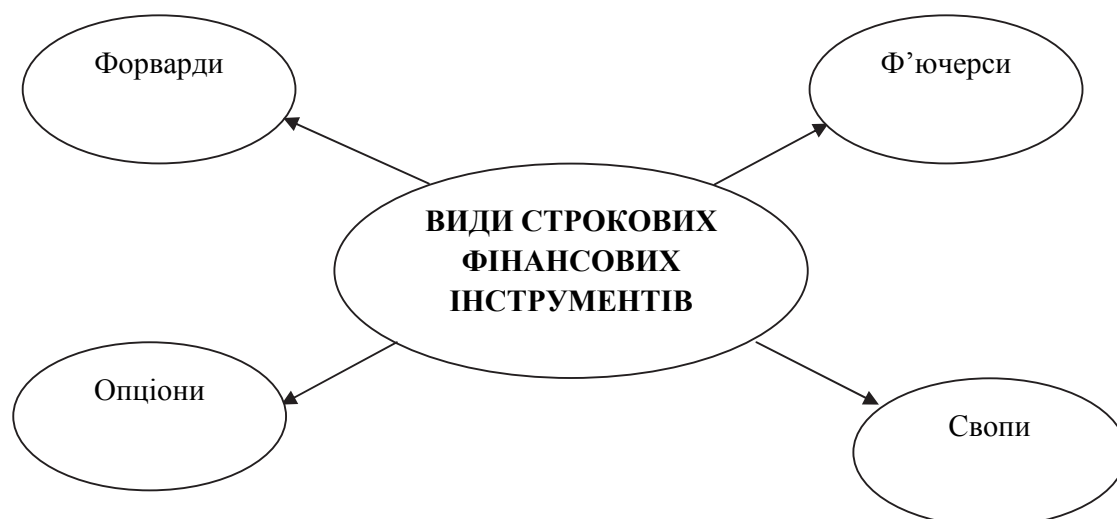 Форварди
Ф’ючерси
ВИДИ СТРОКОВИХ
ФІНАНСОВИХ
ІНСТРУМЕНТІВ
Опціони
Свопи